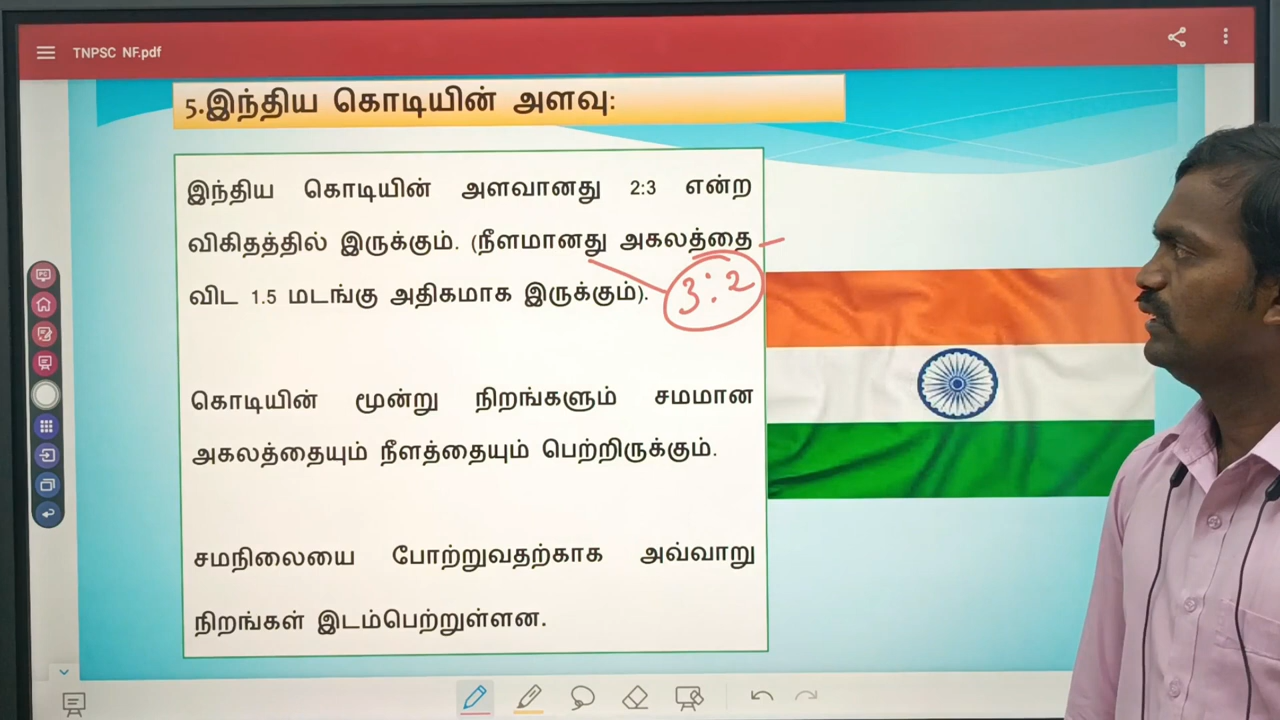 TNPSC NF.pdf
5.இந்திய கொடியின் அளவு:
இந்திய கொடியின் அளவானது 2:3 என்ற
விகிதத்தில் இருக்கும். (நீளமானது அகலத்தை
விட 1.5 மடங்கு அதிகமாக இருக்கும்).
3:2
கொடியின் மூன்று நிறங்களும் சமமான
அகலத்தையும் நீளத்தையும் பெற்றிருக்கும்.
சமநிலையை போற்றுவதற்காக அவ்வாறு
நிறங்கள் இடம்பெற்றுள்ளன.